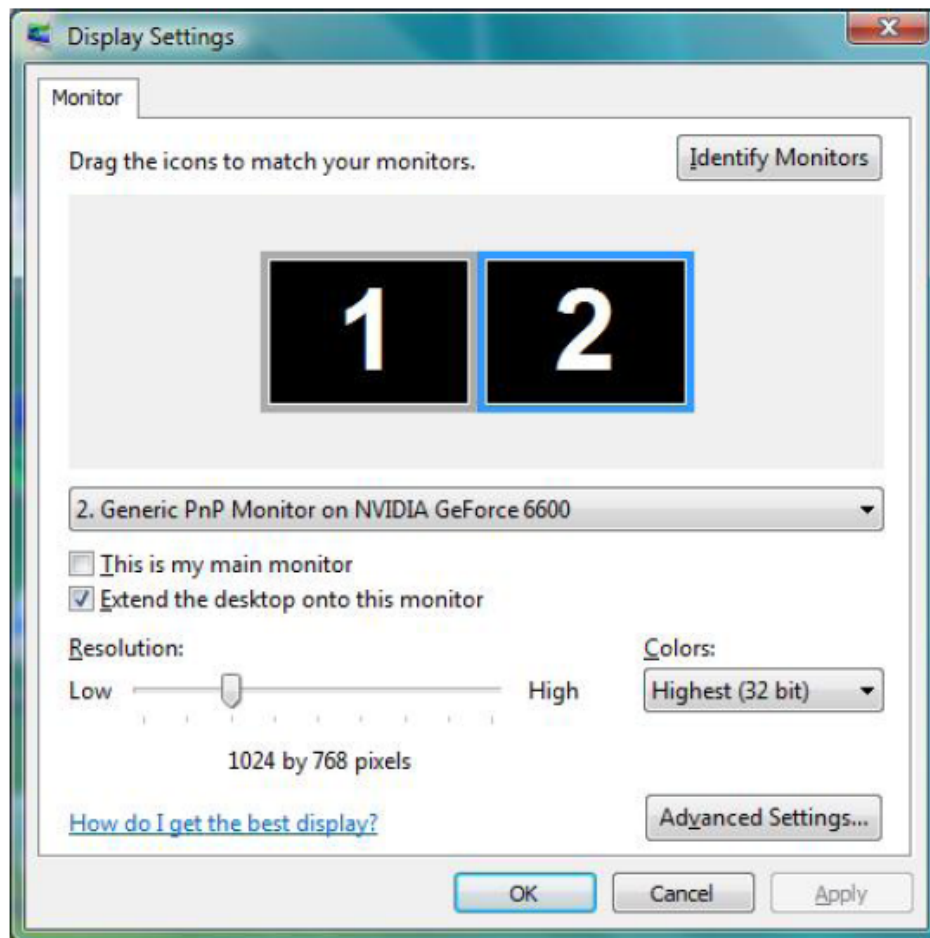 Display Settings
Monitor
Drag the icons to match your monitors.
Identify Monitors
1
2
2. Generic PnP Monitor on NVIDIA GeForce 6600
This is my main monitor
Extend the desktop onto this monitor
Resolution:
Colors:
Low
High
Highest (32 bit)
1024 by 768 pixels
How do I get the best display?
Advanced Settings...
OK
Cancel
Apply